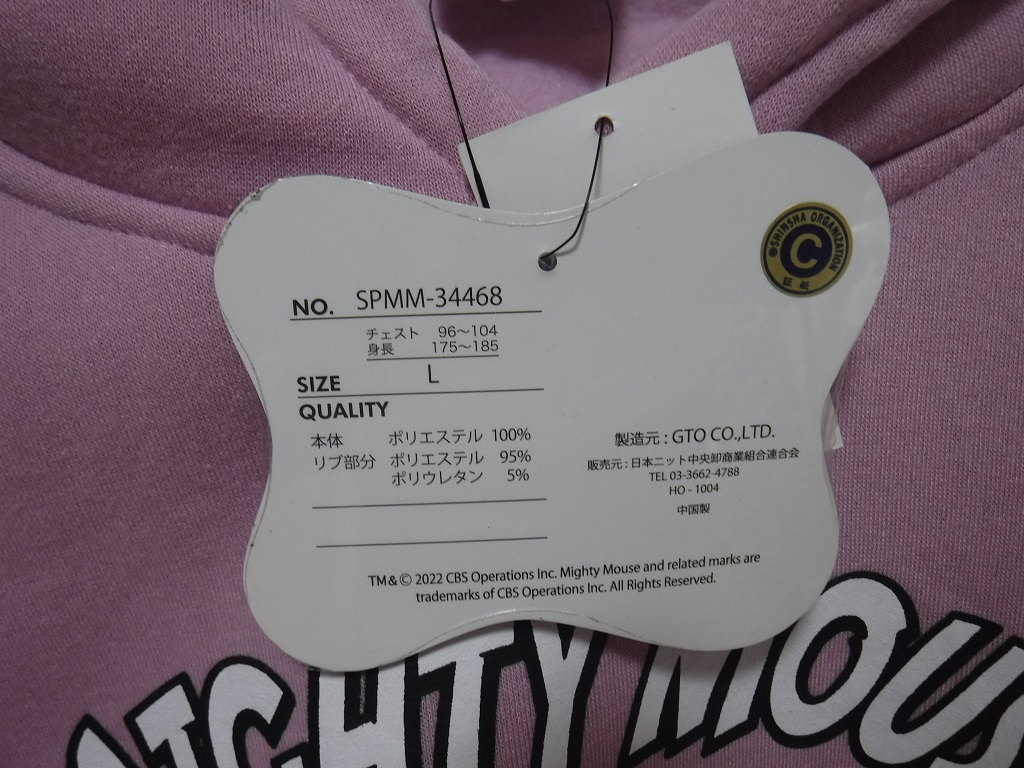 SHINSHA ORGANIZATION
C
証紙
NO. SPMM-34468
チェスト 96～104
身長 175～185
SIZE L
QUALITY
本体 ポリエステル 100%
リブ部分 ポリエステル 95%
ポリウレタン 5%
製造元 : GTO CO.,LTD.
販売元 : 日本ニット中央卸商業組合連合会
TEL 03-3662-4788
HO - 1004
中国製
TM & © 2022 CBS Operations Inc. Mighty Mouse and related marks are
trademarks of CBS Operations Inc. All Rights Reserved.
MIGHTY MOUS